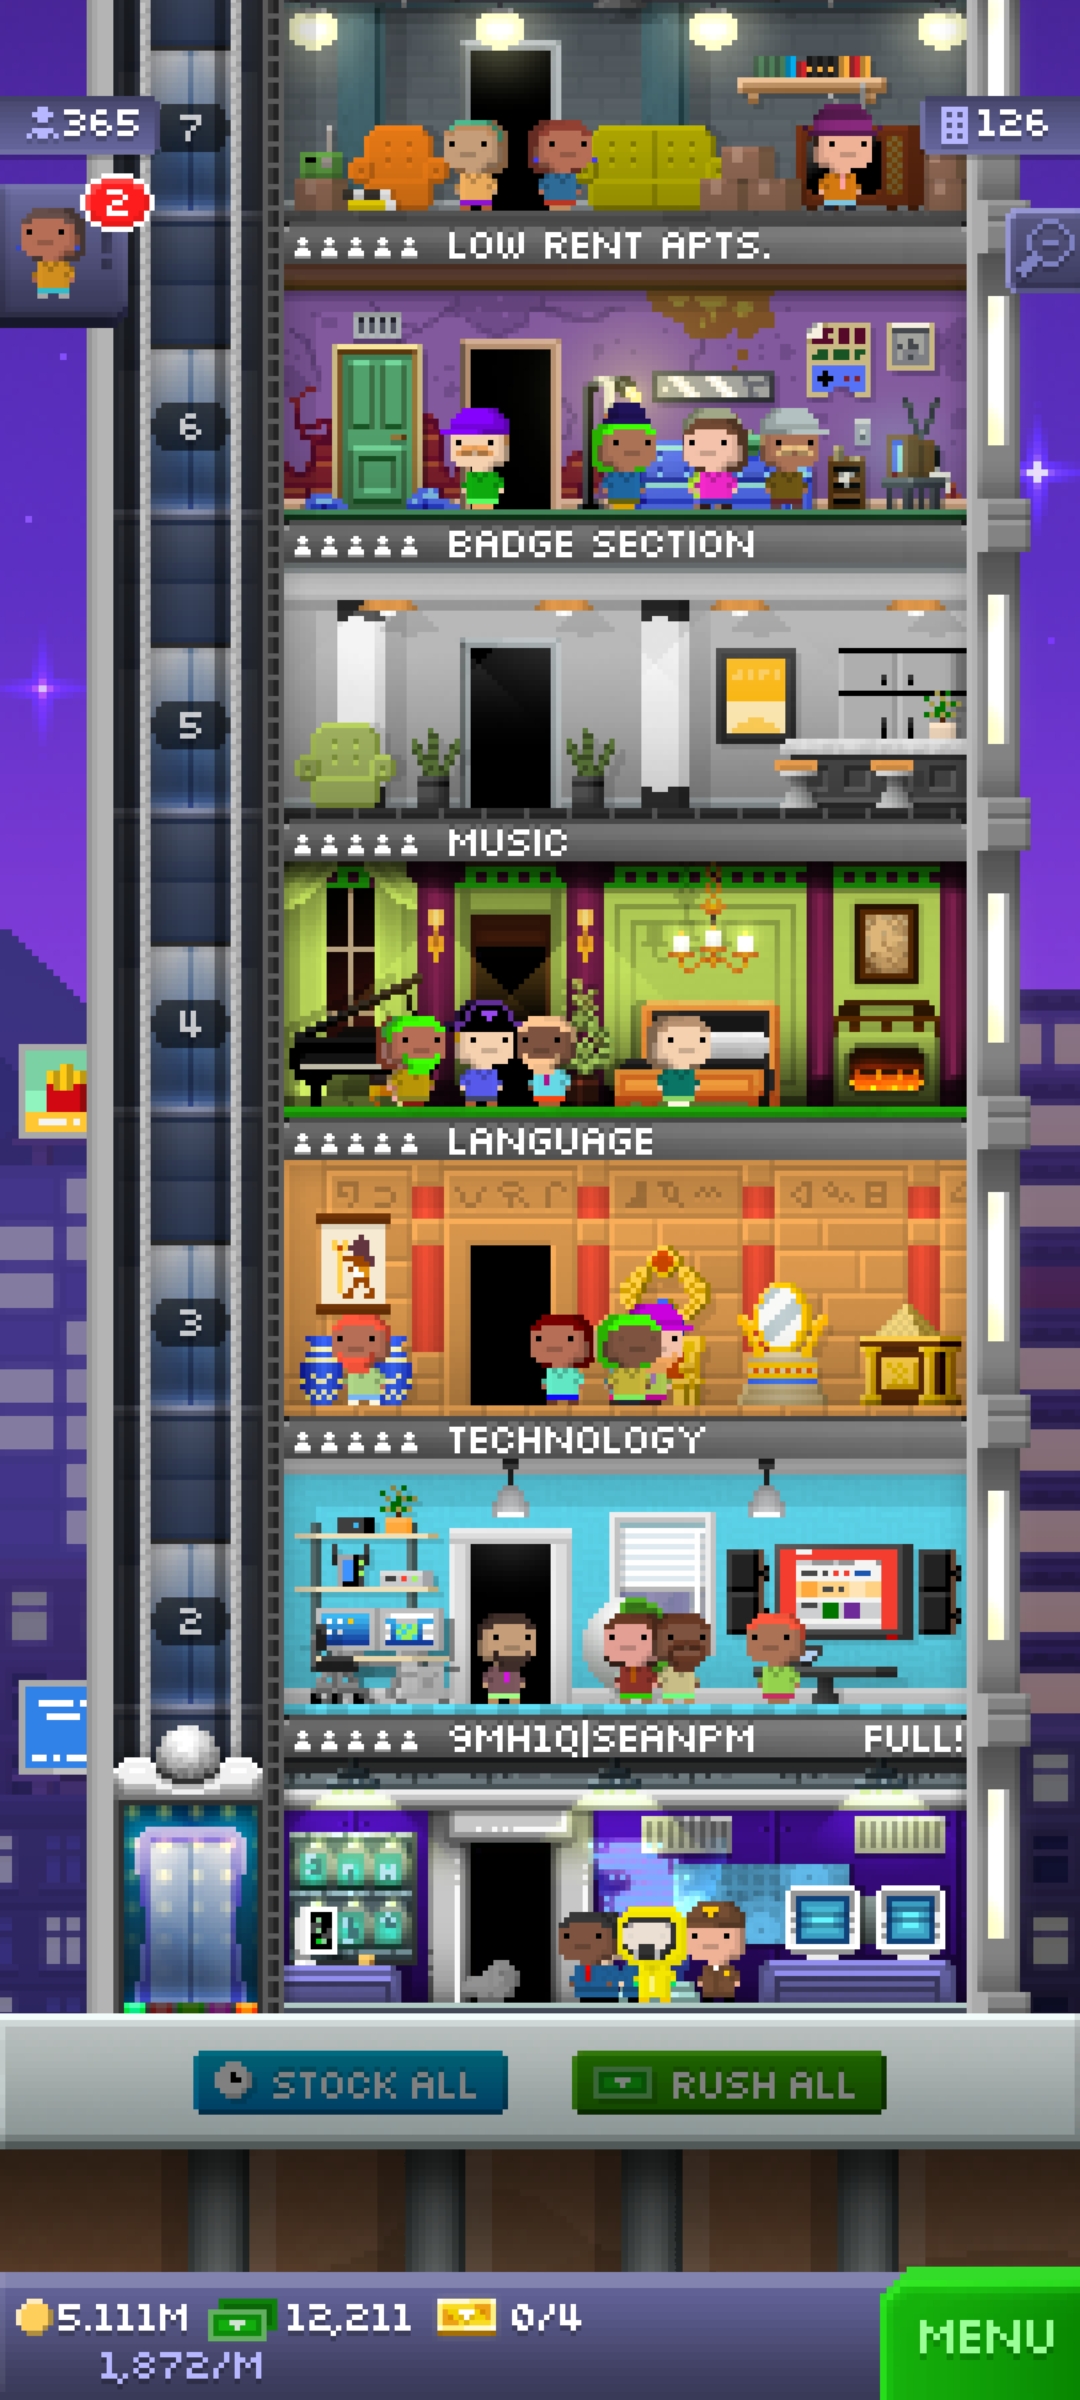 365
7
126
2
LOW RENT APTS.
6
BADGE SECTION
5
MUSIC
4
LANGUAGE
3
TECHNOLOGY
2
9MH1Q|SEANPM FULL!
STOCK ALL
RUSH ALL
5.111M
12,211
0/4
1,872/M
MENU